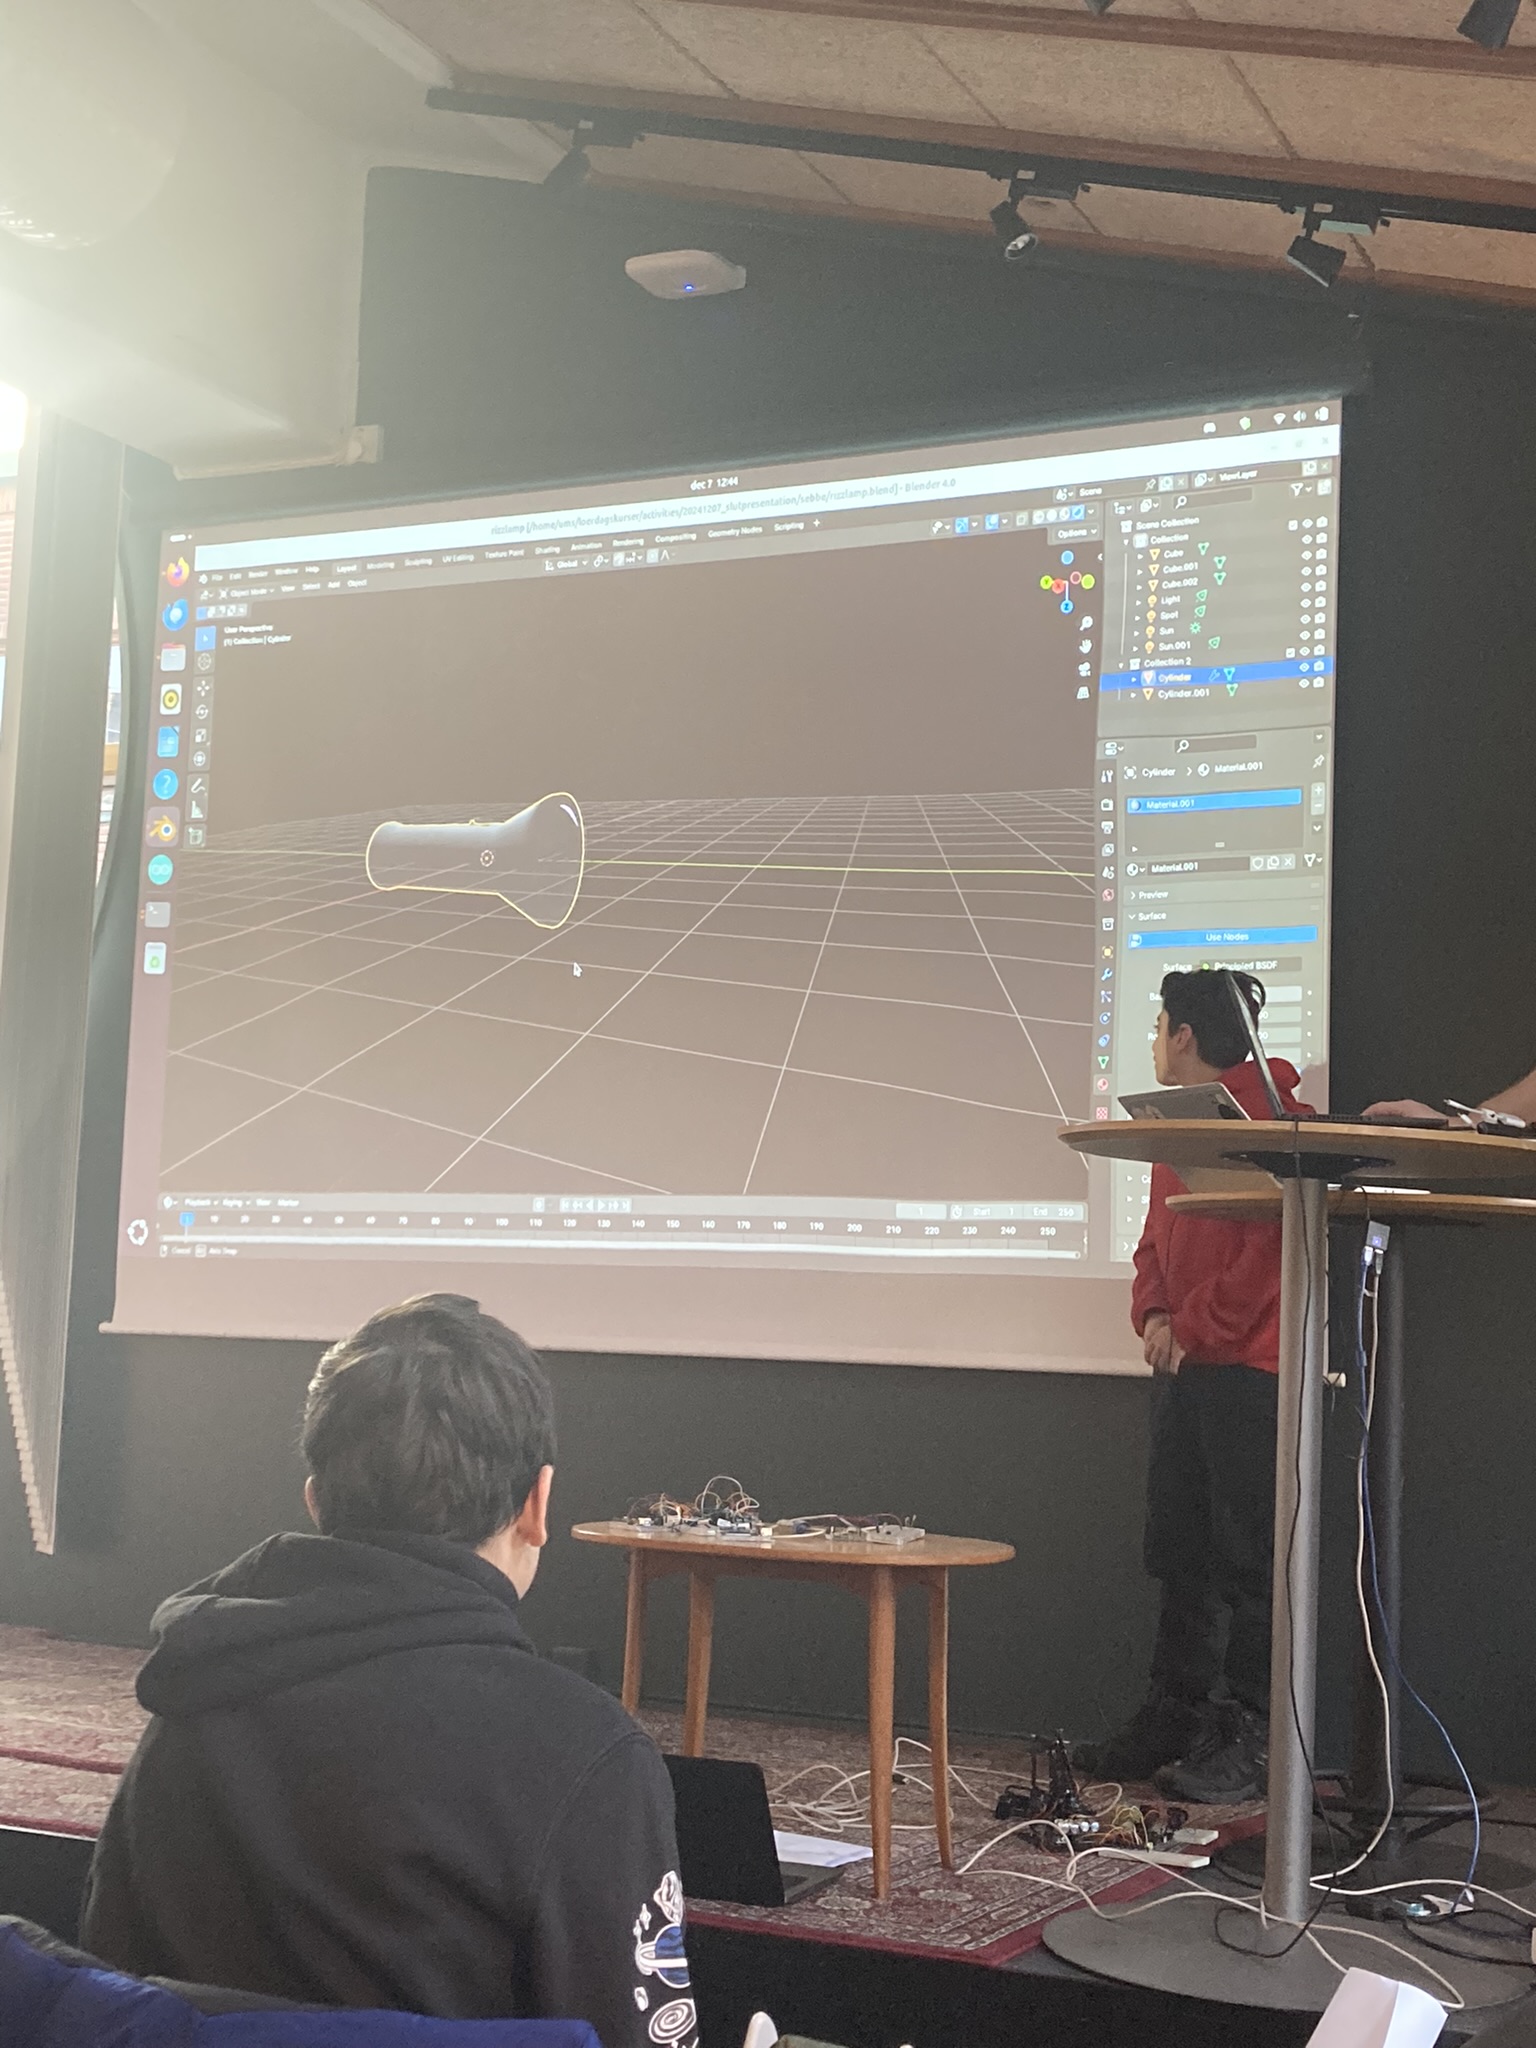 dec 7 12:44
rizzlamp [/home/ums/loerdagskurser/activities/20241207_slutpresentation/sebbe/rizzlamp.blend] - Blender 4.0
File Edit Render Window Help Layout Modeling Sculpting UV Editing Texture Paint Shading Animation Rendering Compositing Geometry Nodes Scripting +
Scene
ViewLayer
Object Mode View Select Add Object
Global
Options
User Perspective
(1) Collection | Cylinder
X
Y
Z
Scene Collection
Collection
Cube
Cube.001
Cube.002
Light
Spot
Sun
Sun.001
Collection 2
Cylinder
Cylinder.001
Cylinder > Material.001
Material.001
Material.001
Preview
Surface
Use Nodes
Surface Principled BSDF
Playback Keying View Marker
1 Start 1 End 250
1 10 20 30 40 50 60 70 80 90 100 110 120 130 140 150 160 170 180 190 200 210 220 230 240 250
Cancel Axis Snap